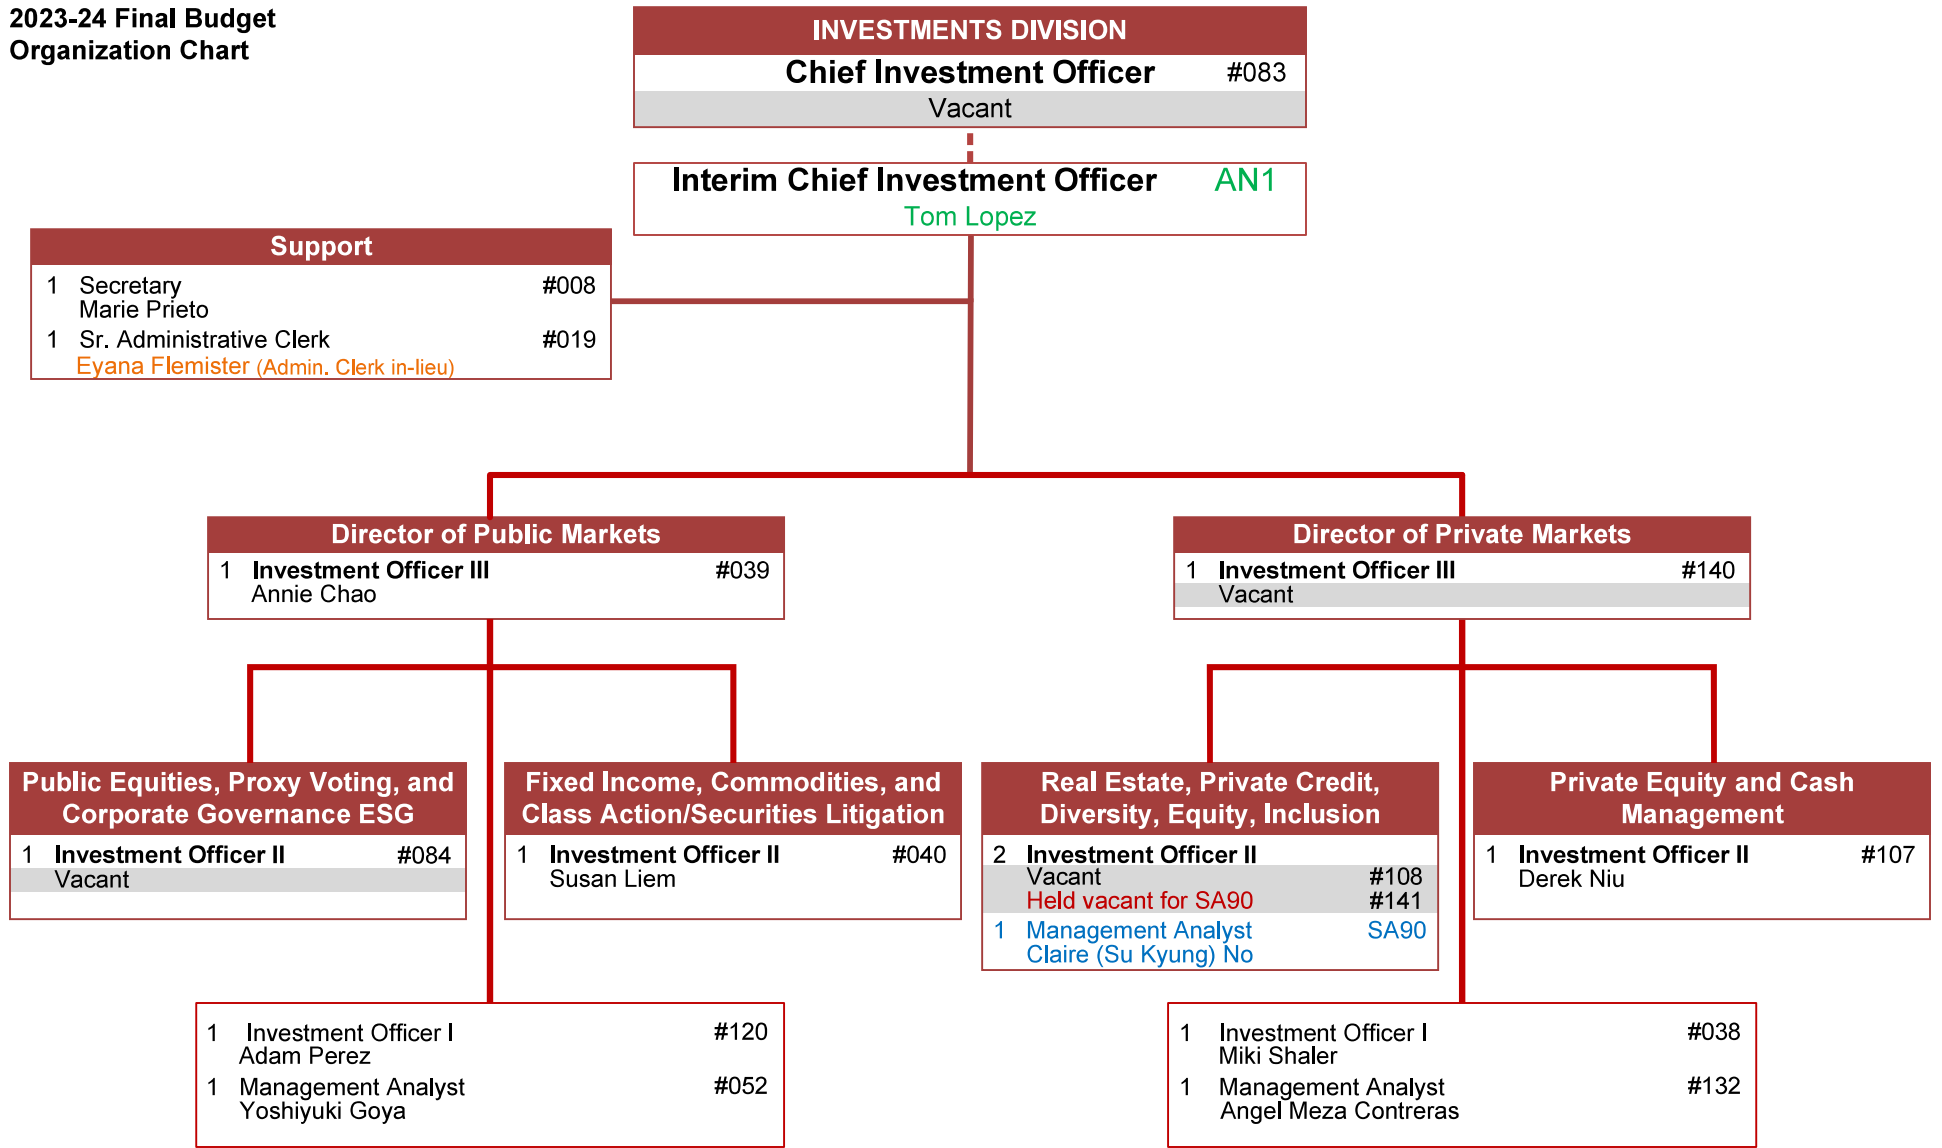 2023-24 Final Budget
Organization Chart
INVESTMENTS DIVISION
Chief Investment Officer #083
Vacant
Interim Chief Investment Officer AN1
Tom Lopez
Support
1 Secretary #008
Marie Prieto
1 Sr. Administrative Clerk #019
Eyana Flemister (Admin. Clerk in-lieu)
Director of Public Markets
1 Investment Officer III #039
Annie Chao
Director of Private Markets
1 Investment Officer III #140
Vacant
Public Equities, Proxy Voting, and
Corporate Governance ESG
1 Investment Officer II #084
Vacant
Fixed Income, Commodities, and
Class Action/Securities Litigation
1 Investment Officer II #040
Susan Liem
Real Estate, Private Credit,
Diversity, Equity, Inclusion
2 Investment Officer II
Vacant #108
Held vacant for SA90 #141
1 Management Analyst SA90
Claire (Su Kyung) No
Private Equity and Cash
Management
1 Investment Officer II #107
Derek Niu
1 Investment Officer I #120
Adam Perez
1 Management Analyst #052
Yoshiyuki Goya
1 Investment Officer I #038
Miki Shaler
1 Management Analyst #132
Angel Meza Contreras